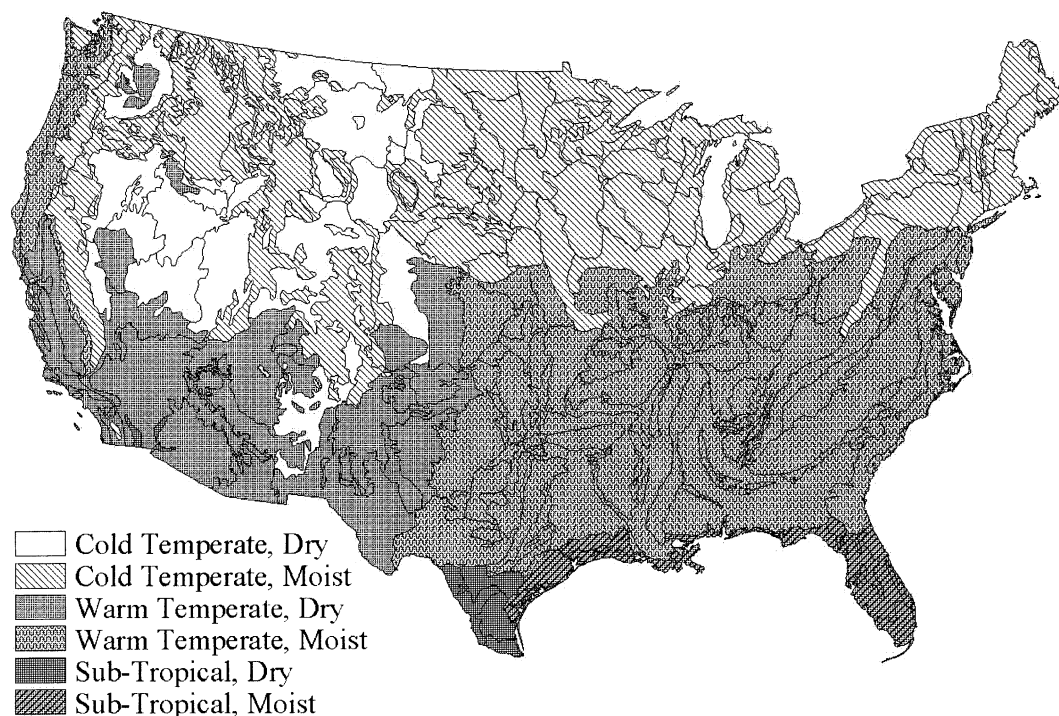 Cold Temperate, Dry
Cold Temperate, Moist
Warm Temperate, Dry
Warm Temperate, Moist
Sub-Tropical, Dry
Sub-Tropical, Moist